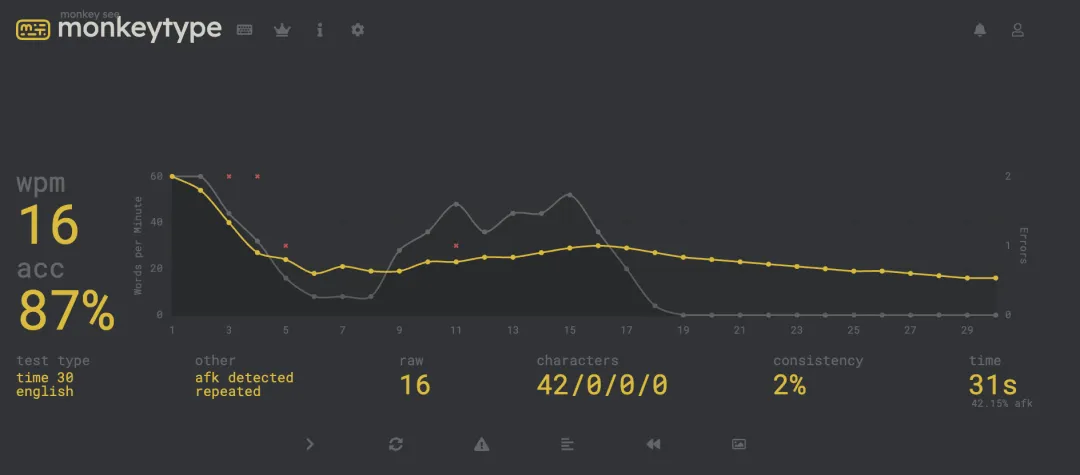 monkey see
monkeytype
wpm
16
acc
87%
60
40
20
0
Words per Minute
2
1
0
Errors
1 3 5 7 9 11 13 15 17 19 21 23 25 27 29
test type
time 30
english
other
afk detected
repeated
raw
16
characters
42/0/0/0
consistency
2%
time
31s
42.15% afk